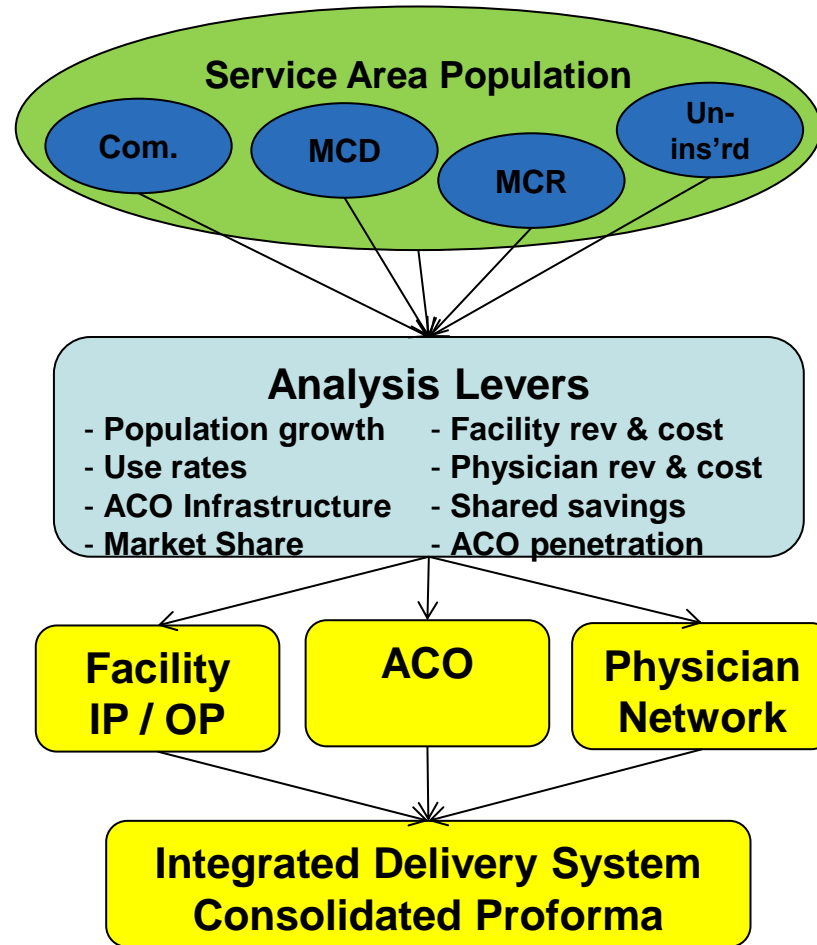 Service Area Population
Com.
MCD
MCR
Un-
ins’rd
Analysis Levers
- Population growth
- Use rates
- ACO Infrastructure
- Market Share
- Facility rev & cost
- Physician rev & cost
- Shared savings
- ACO penetration
Facility
IP / OP
ACO
Physician
Network
Integrated Delivery System
Consolidated Proforma